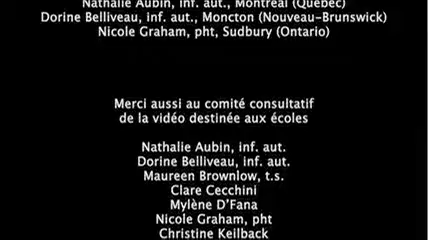 Nathalie Aubin, inf. aut., Montréal (Québec)
Dorine Belliveau, inf. aut., Moncton (Nouveau-Brunswick)
Nicole Graham, pht, Sudbury (Ontario)
Merci aussi au comité consultatif
de la vidéo destinée aux écoles
Nathalie Aubin, inf. aut.
Dorine Belliveau, inf. aut.
Maureen Brownlow, t.s.
Clare Cecchini
Mylène D'Fana
Nicole Graham, pht
Christine Keilback